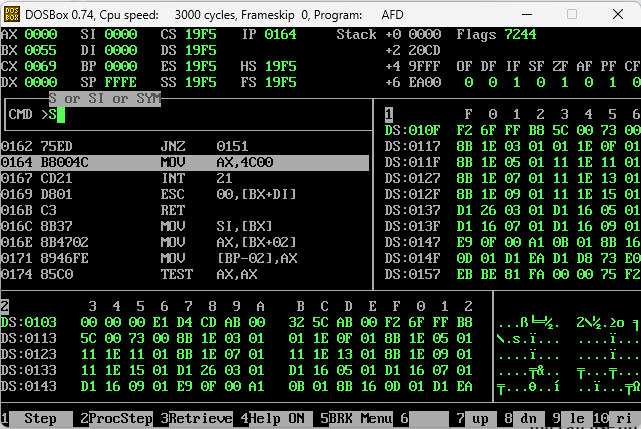 DOSBox 0.74, Cpu speed: 3000 cycles, Frameskip 0, Program: AFD
AX 0000 SI 0000 CS 19F5 IP 0164 Stack +0 0000 Flags 7244
BX 0055 DI 0000 DS 19F5 +2 20CD
CX 0069 BP 0000 ES 19F5 HS 19F5 +4 9FFF OF DF IF SF ZF AF PF CF
DX 0000 SP FFFE SS 19F5 FS 19F5 +6 EA00 0 0 1 0 1 0 1 0
S or SI or SYM
CMD >S
1 F 0 1 2 3 4 5 6
DS:010F F2 6F FF B8 5C 00 73 00
0162 75ED JNZ 0151 DS:0117 8B 1E 03 01 01 1E 0F 01
0164 B8004C MOV AX,4C00 DS:011F 8B 1E 05 01 11 1E 11 01
0167 CD21 INT 21 DS:0127 8B 1E 07 01 11 1E 13 01
0169 D801 ESC 00,[BX+DI] DS:012F 8B 1E 09 01 11 1E 15 01
016B C3 RET DS:0137 D1 26 03 01 D1 16 05 01
016C 8B37 MOV SI,[BX] DS:013F D1 16 07 01 D1 16 09 01
016E 8B4702 MOV AX,[BX+02] DS:0147 E9 0F 00 A1 0B 01 8B 16
0171 8946FE MOV [BP-02],AX DS:014F 0D 01 D1 EA D1 D8 73 E0
0174 85C0 TEST AX,AX DS:0157 EB BE 81 FA 00 00 75 F2
2 3 4 5 6 7 8 9 A B C D E F 0 1 2
DS:0103 00 00 00 E1 D4 CD AB 00 32 5C AB 00 F2 6F FF B8 ...ß╘═½. 2\½.≥o ╕
DS:0113 5C 00 73 00 8B 1E 03 01 01 1E 0F 01 8B 1E 05 01 \.s.ï... ....ï...
DS:0123 11 1E 11 01 8B 1E 07 01 11 1E 13 01 8B 1E 09 01 ....ï... ....ï...
DS:0133 11 1E 15 01 D1 26 03 01 D1 16 05 01 D1 16 07 01 ....╤&.. ╤...╤...
DS:0143 D1 16 09 01 E9 0F 00 A1 0B 01 8B 16 0D 01 D1 EA ╤...Θ..í ..ï...╤Ω
1 Step 2 ProcStep 3 Retrieve 4 Help ON 5 BRK Menu 6 7 up 8 dn 9 le 10 ri